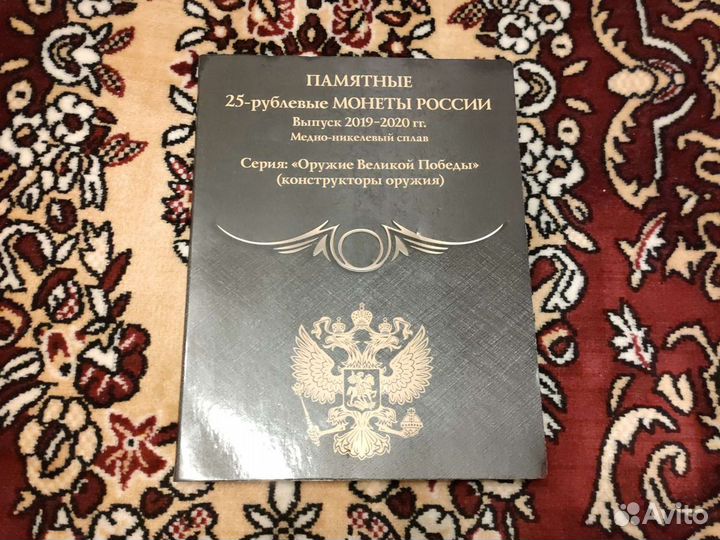 ПАМЯТНЫЕ
25-рублевые МОНЕТЫ РОССИИ
Выпуск 2019-2020 гг.
Медно-никелевый сплав
Серия: «Оружие Великой Победы»
(конструкторы оружия)
Avito